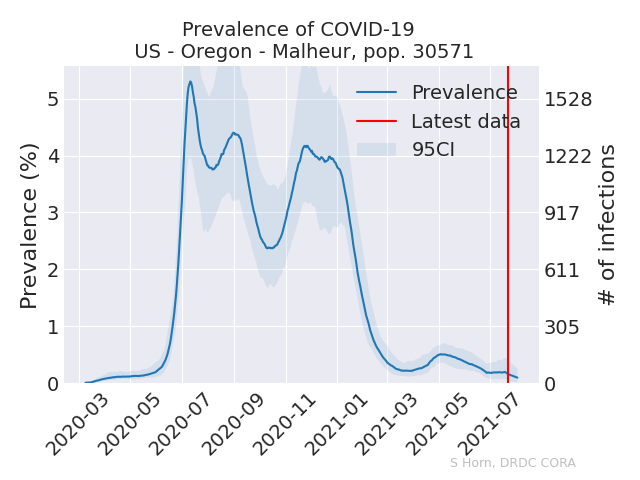 Prevalence of COVID-19
US - Oregon - Malheur, pop. 30571
Prevalence
Latest data
95CI
Prevalence (%)
5
4
3
2
1
0
1528
1222
917
611
305
0
# of infections
2020-03
2020-05
2020-07
2020-09
2020-11
2021-01
2021-03
2021-05
2021-07
S Horn, DRDC CORA